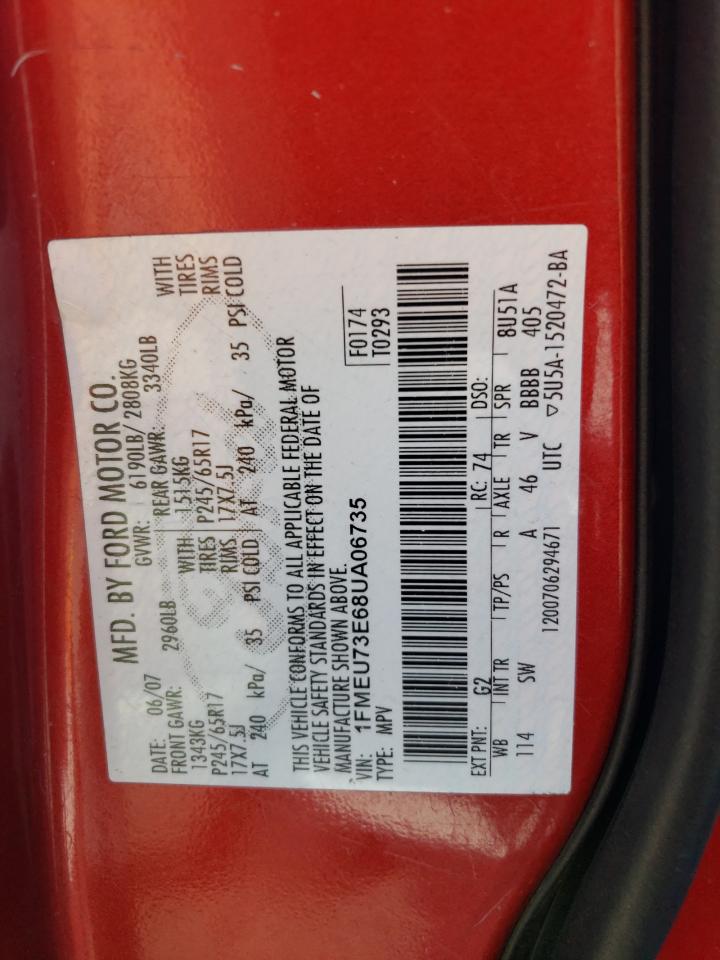 MFD. BY FORD MOTOR CO.
DATE: 06/07 GVWR: 6190LB/ 2808KG
FRONT GAWR: 2960LB REAR GAWR: 3340LB
1343KG WITH 1515KG WITH
P245/65R17 TIRES P245/65R17 TIRES
17X7.5J RIMS 17X7.5J RIMS
AT 240 kPa/ 35 PSI COLD AT 240 kPa/ 35 PSI COLD
THIS VEHICLE CONFORMS TO ALL APPLICABLE FEDERAL MOTOR
VEHICLE SAFETY STANDARDS IN EFFECT ON THE DATE OF
MANUFACTURE SHOWN ABOVE.
VIN: 1FMEU73E68UA06735 F0174
TYPE: MPV T0293
EXT PNT: G2 RC: 74 DSO:
WB INT TR TP/PS R AXLE TR SPR 8U51A
114 SW A 46 V BBBB 405
1200706294671 UTC ▽5U5A-1520472-BA